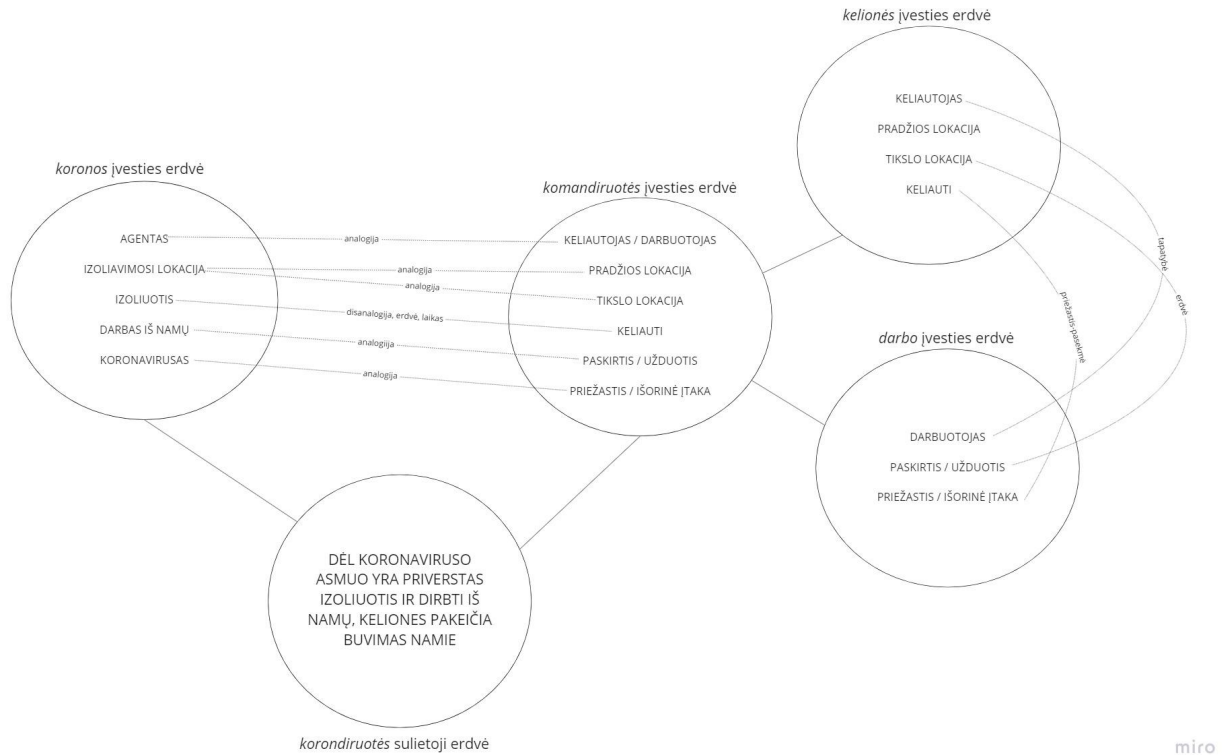 kelionės įvesties erdvė
KELIAUTOJAS
PRADŽIOS LOKACIJA
TIKSLO LOKACIJA
KELIAUTI
koronos įvesties erdvė
AGENTAS
IZOLIAVIMOSI LOKACIJA
IZOLIUOTIS
DARBAS IŠ NAMŲ
KORONAVIRUSAS
analogija
analogija
analogija
disanalogija, erdvė, laikas
analogiija
analogija
komandiruotės įvesties erdvė
KELIAUTOJAS / DARBUOTOJAS
PRADŽIOS LOKACIJA
TIKSLO LOKACIJA
KELIAUTI
PASKIRTIS / UŽDUOTIS
PRIEŽASTIS / IŠORINĖ ĮTAKA
tapatybė
erdvė
priežastis-pasekmė
darbo įvesties erdvė
DARBUOTOJAS
PASKIRTIS / UŽDUOTIS
PRIEŽASTIS / IŠORINĖ ĮTAKA
DĖL KORONAVIRUSO
ASMUO YRA PRIVERSTAS
IZOLIUOTIS IR DIRBTI IŠ
NAMŲ, KELIONES PAKEIČIA
BUVIMAS NAMIE
korondiruotės sulietoji erdvė
miro